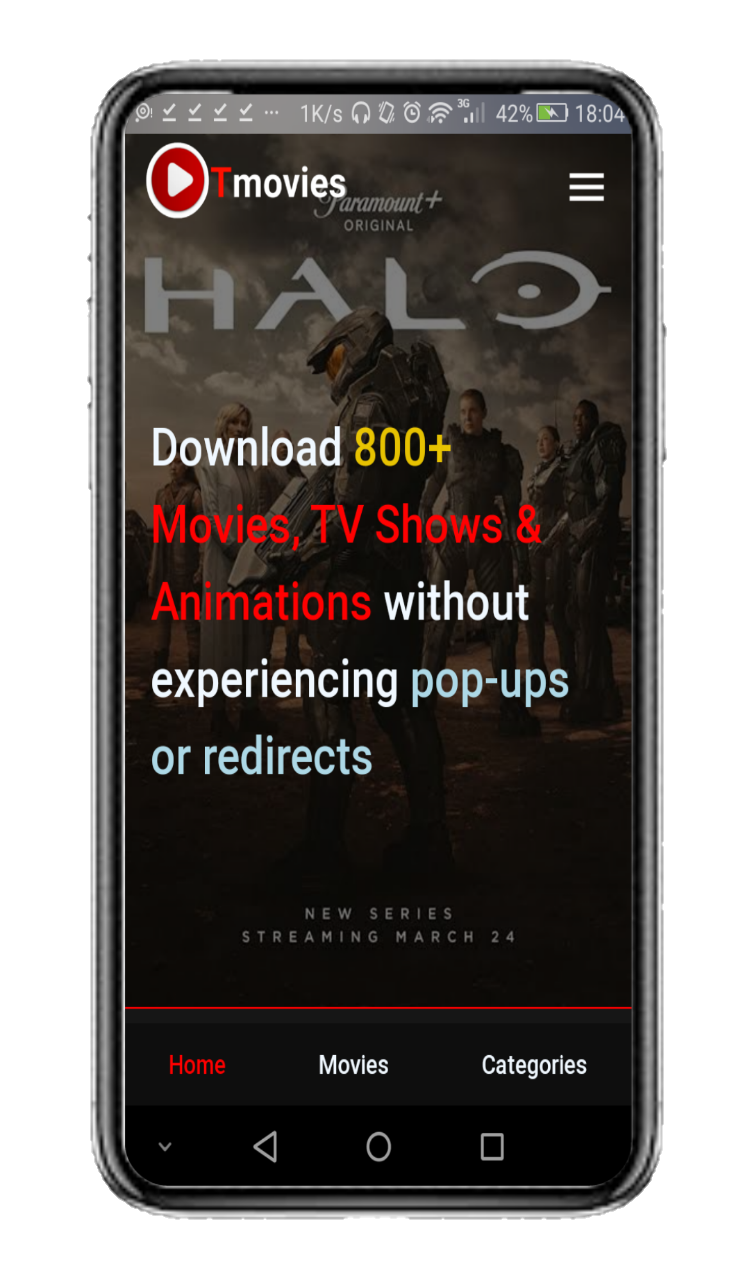 1K/s 3G 42% 18:04
Tmovies
Paramount+
ORIGINAL
HALO
Download 800+
Movies, TV Shows &
Animations without
experiencing pop-ups
or redirects
NEW SERIES
STREAMING MARCH 24
Home Movies Categories